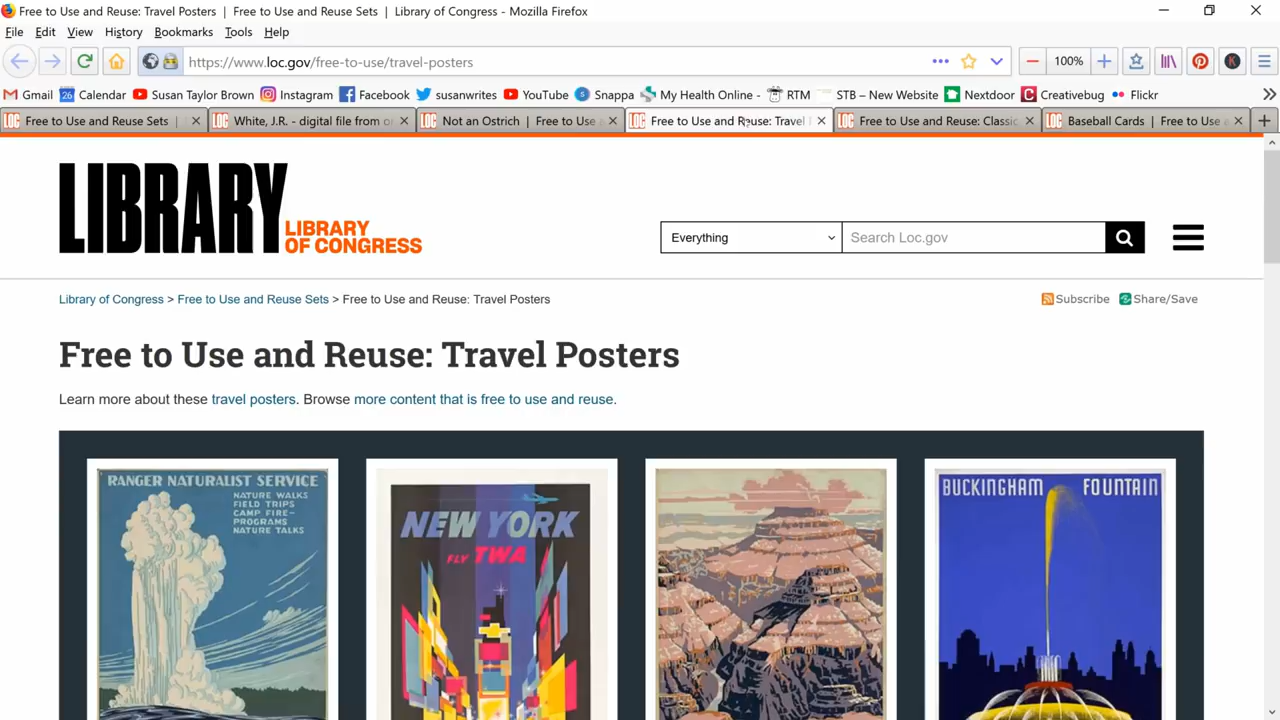 Free to Use and Reuse: Travel Posters | Free to Use and Reuse Sets | Library of Congress - Mozilla Firefox
File Edit View History Bookmarks Tools Help
https://www.loc.gov/free-to-use/travel-posters
100%
Gmail 26 Calendar Susan Taylor Brown Instagram Facebook susanwrites YouTube Snappa My Health Online - RTM STB – New Website Nextdoor Creativebug Flickr
LOC Free to Use and Reuse Sets | LOC White, J.R. - digital file from o LOC Not an Ostrich | Free to Use a LOC Free to Use and Reuse: Travel LOC Free to Use and Reuse: Classic LOC Baseball Cards | Free to Use a
LIBRARY
LIBRARY
OF CONGRESS
Everything Search Loc.gov
Library of Congress > Free to Use and Reuse Sets > Free to Use and Reuse: Travel Posters
Subscribe Share/Save
Free to Use and Reuse: Travel Posters
Learn more about these travel posters. Browse more content that is free to use and reuse.
RANGER NATURALIST SERVICE
NATURE WALKS
FIELD TRIPS
CAMP FIRE-
PROGRAMS
NATURE TALKS
NEW YORK
FLY TWA
BUCKINGHAM FOUNTAIN